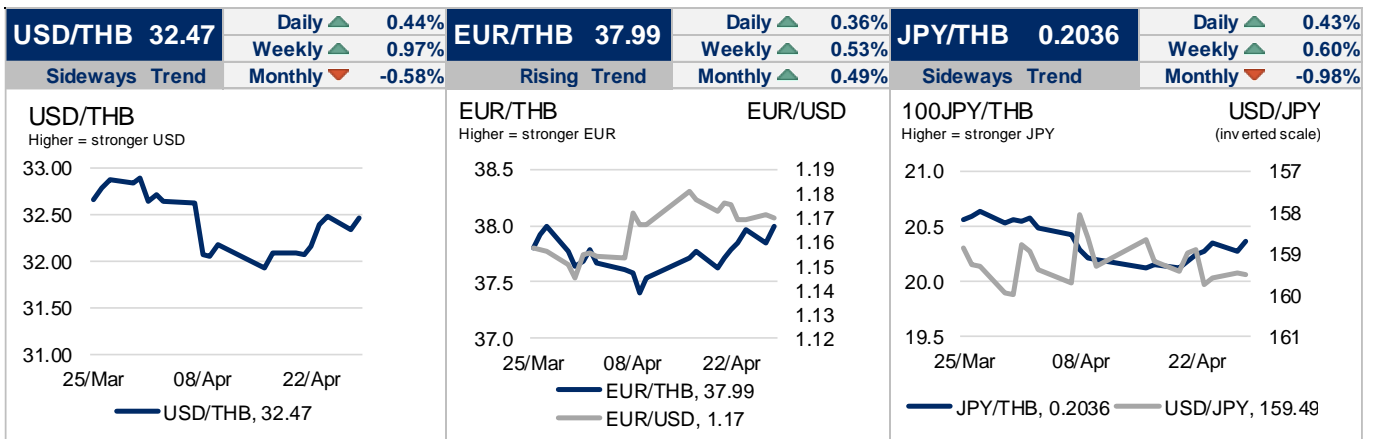 USD/THB 32.47
Daily 0.44%
Weekly 0.97%
Sideways Trend
Monthly -0.58%
USD/THB
Higher = stronger USD
33.00
32.50
32.00
31.50
31.00
25/Mar 08/Apr 22/Apr
USD/THB, 32.47
EUR/THB 37.99
Daily 0.36%
Weekly 0.53%
Rising Trend
Monthly 0.49%
EUR/THB EUR/USD
Higher = stronger EUR
38.5
38.0
37.5
37.0
1.19
1.18
1.17
1.16
1.15
1.14
1.13
1.12
25/Mar 08/Apr 22/Apr
EUR/THB, 37.99
EUR/USD, 1.17
JPY/THB 0.2036
Daily 0.43%
Weekly 0.60%
Sideways Trend
Monthly -0.98%
100JPY/THB USD/JPY
Higher = stronger JPY (inverted scale)
21.0
20.5
20.0
19.5
157
158
159
160
161
25/Mar 08/Apr 22/Apr
JPY/THB, 0.2036 USD/JPY, 159.49